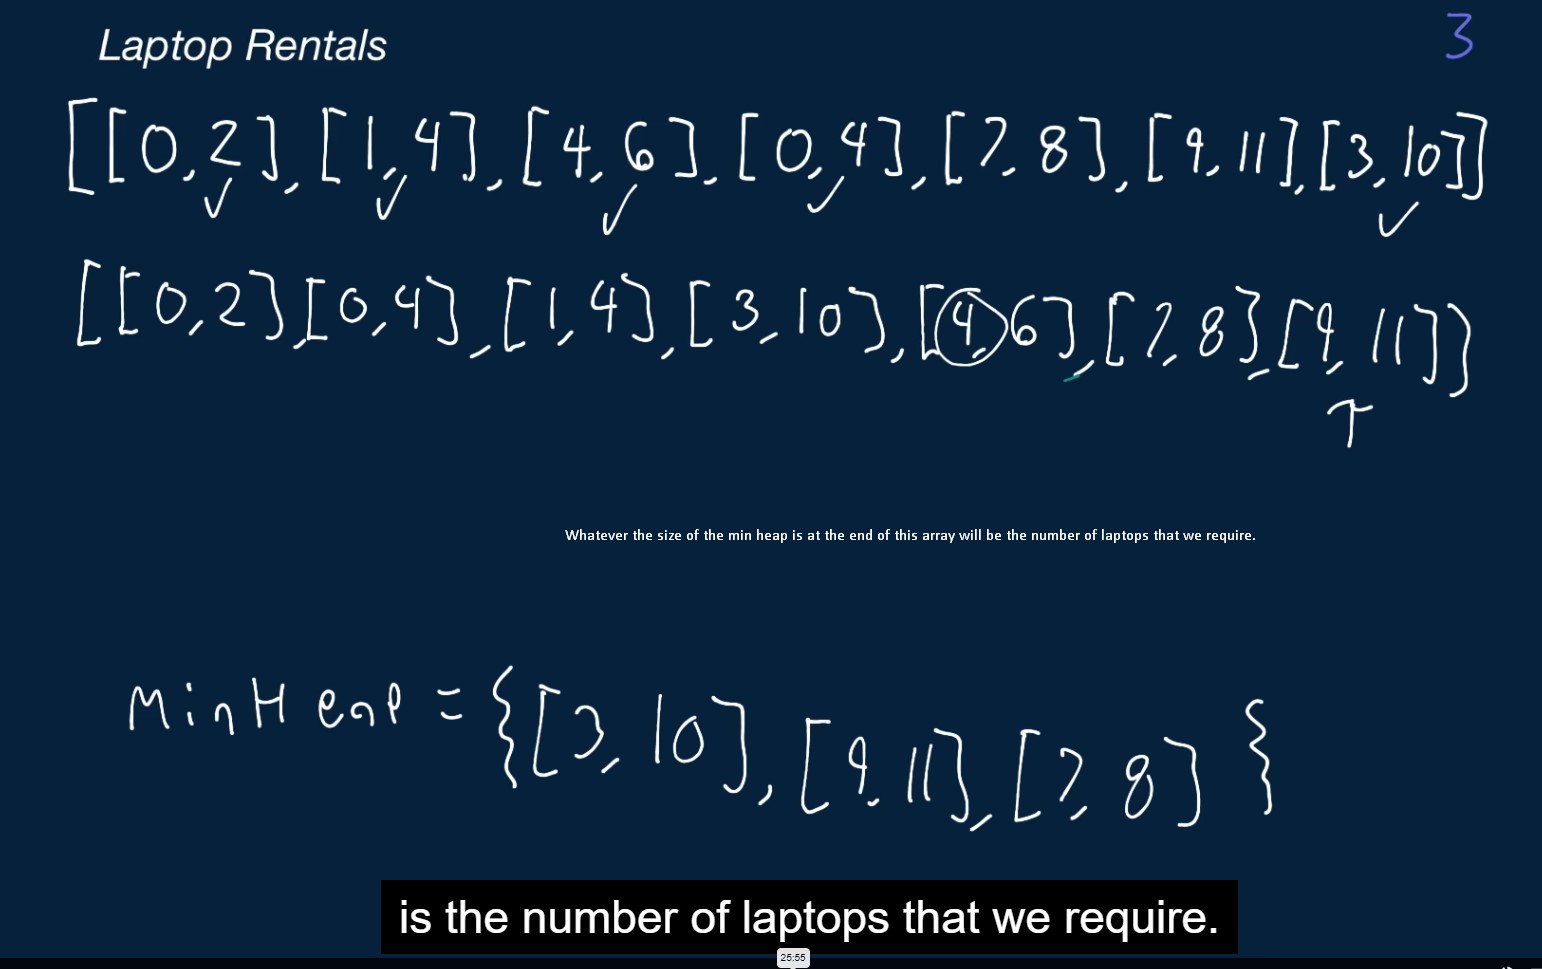 Laptop Rentals
3
[[0,2],[1,4],[4,6],[0,4],[7,8],[9,11],[3,10]]
[[0,2],[0,4],[1,4],[3,10],[4,6],[7,8],[9,11]]
Whatever the size of the min heap is at the end of this array will be the number of laptops that we require.
MinHeap = {[3,10],[9,11],[7,8]}
is the number of laptops that we require.
25:55